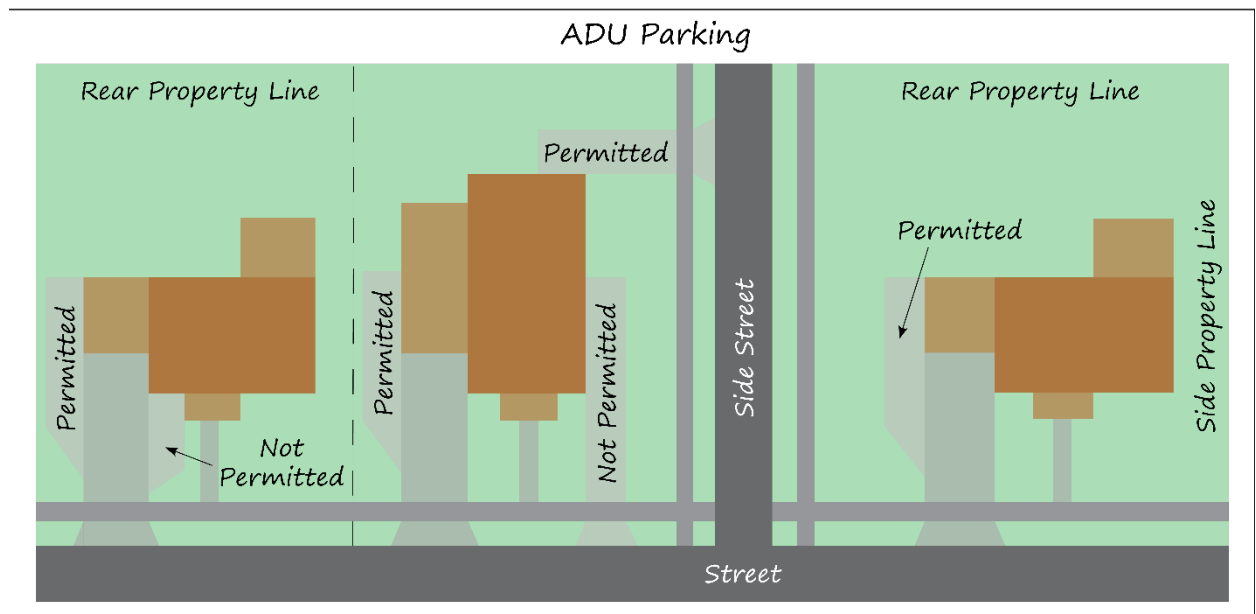 ADU Parking
Rear Property Line
Rear Property Line
Permitted
Permitted
Permitted
Permitted
Not
Permitted
Not Permitted
Side Street
Side Property Line
Street